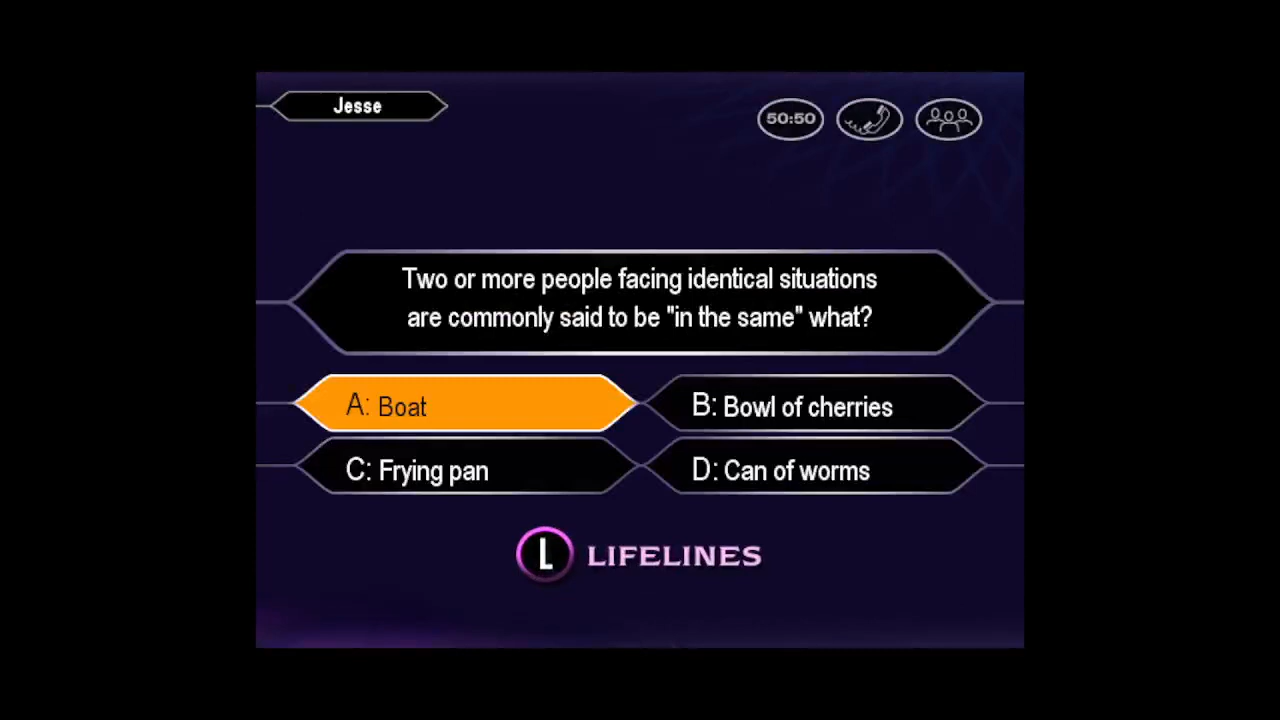 Jesse
50:50
Two or more people facing identical situations
are commonly said to be "in the same" what?
A: Boat
B: Bowl of cherries
C: Frying pan
D: Can of worms
L LIFELINES